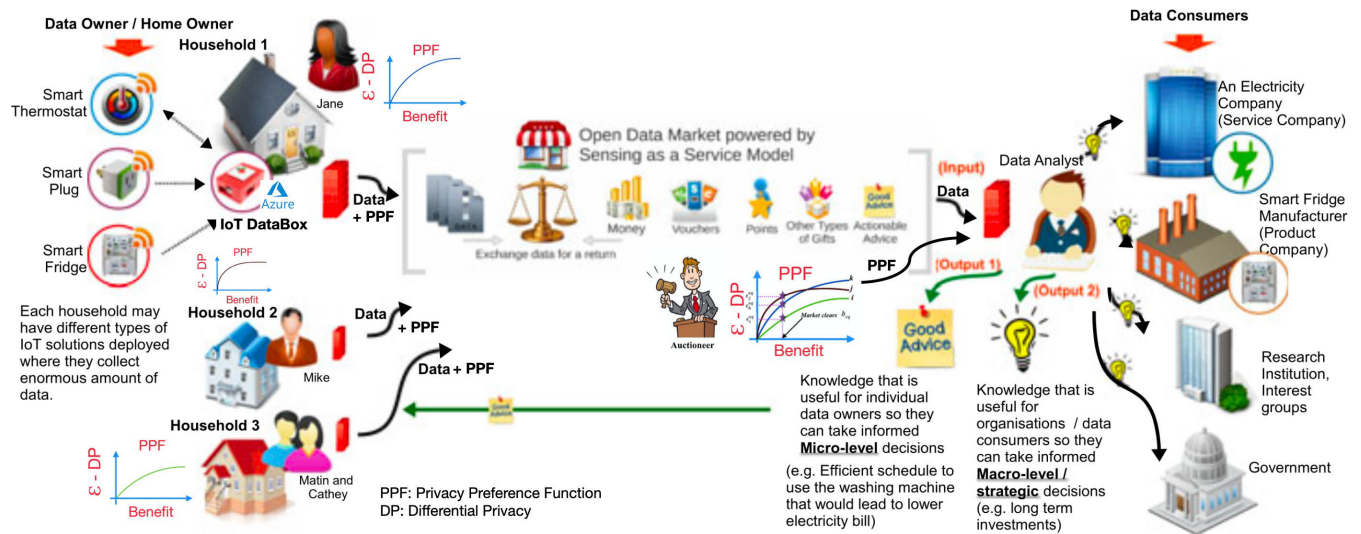 Data Owner / Home Owner
Household 1
Smart
Thermostat
Smart
Plug
Smart
Fridge
Azure
IoT DataBox
Jane
PPF
ε - DP
Benefit
Data
+ PPF
Each household may
have different types of
IoT solutions deployed
where they collect
enormous amount of
data.
PPF
ε - DP
Benefit
Household 2
Mike
Data
+ PPF
Household 3
Matin and
Cathey
Data + PPF
PPF
ε - DP
Benefit
PPF: Privacy Preference Function
DP: Differential Privacy
Open Data Market powered by
Sensing as a Service Model
DATA
Money
Vouchers
Points
Other Types
of Gifts
Good
Advice
Actionable
Advice
Exchange data for a return
Auctioneer
PPF
ε - DP
Market clears
Benefit
(Input)
Data
PPF
Data Analyst
(Output 1)
(Output 2)
Good
Advice
Good
Advice
Knowledge that is
useful for individual
data owners so they
can take informed
Micro-level decisions
(e.g. Efficient schedule to
use the washing machine
that would lead to lower
electricity bill)
Knowledge that is
useful for
organisations / data
consumers so they
can take informed
Macro-level /
strategic decisions
(e.g. long term
investments)
Data Consumers
An Electricity
Company
(Service Company)
Smart Fridge
Manufacturer
(Product
Company)
Research
Institution,
Interest
groups
Government